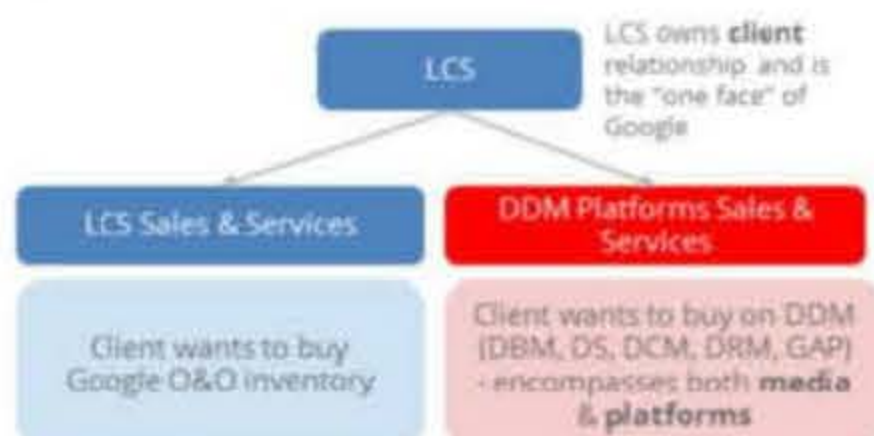 LCS
LCS owns client
relationship and is
the "one face" of
Google
LCS Sales & Services
DDM Platforms Sales &
Services
Client wants to buy
Google O&O inventory
Client wants to buy on DDM
(DBM, DS, DCM, DRM, GAP)
- encompasses both media
& platforms